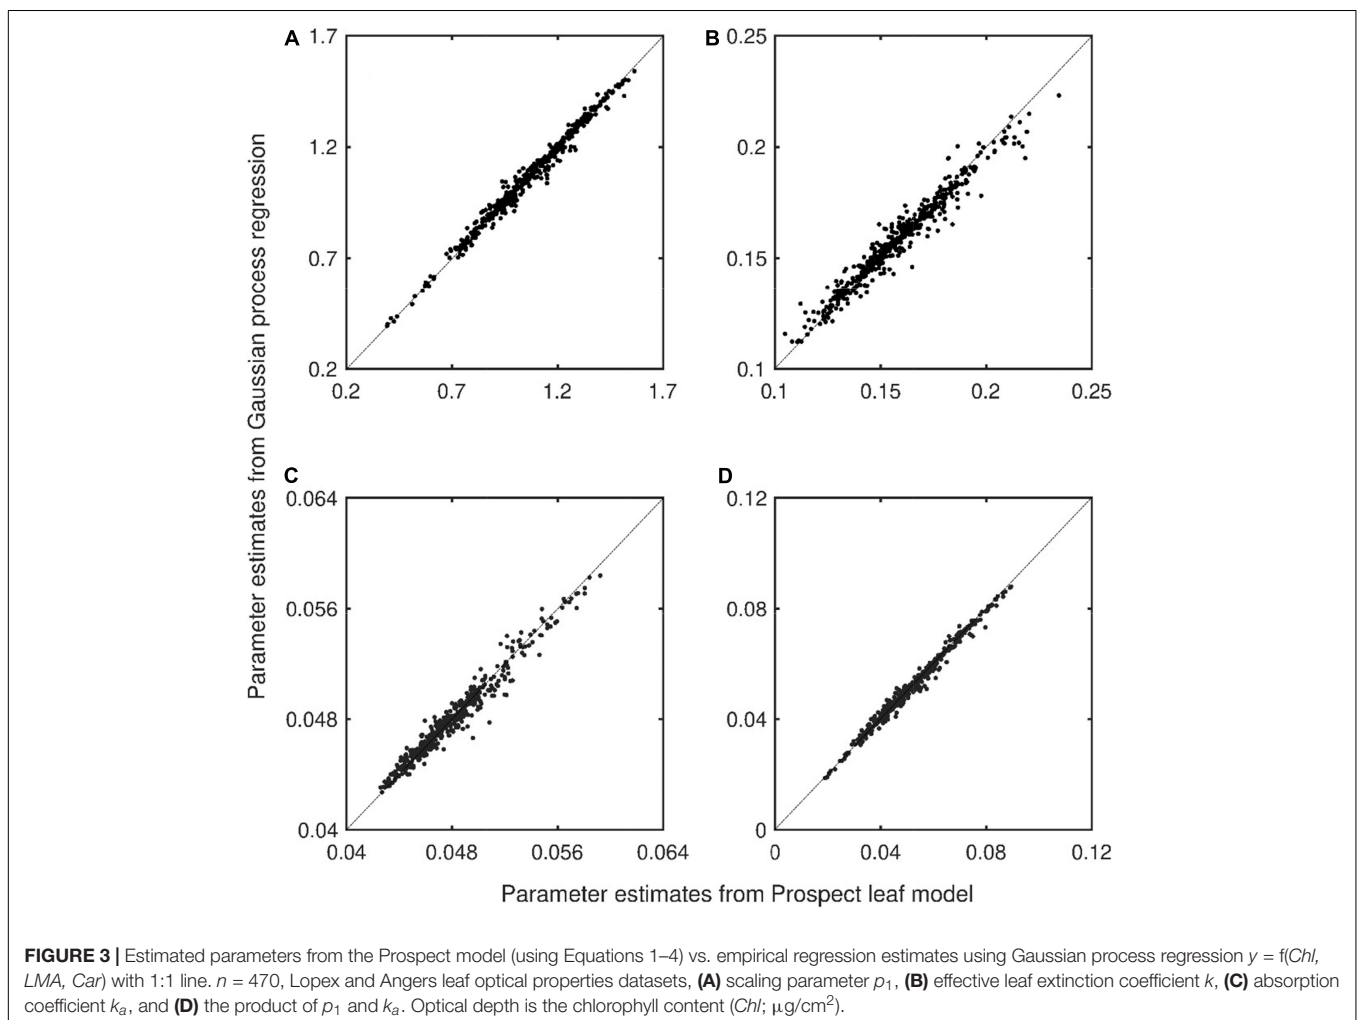 A
1.7
1.2
0.7
0.2
0.2 0.7 1.2 1.7
B
0.25
0.2
0.15
0.1
0.1 0.15 0.2 0.25
Parameter estimates from Gaussian process regression
C
0.064
0.056
0.048
0.04
0.04 0.048 0.056 0.064
D
0.12
0.08
0.04
0
0 0.04 0.08 0.12
Parameter estimates from Prospect leaf model
FIGURE 3 | Estimated parameters from the Prospect model (using Equations 1–4) vs. empirical regression estimates using Gaussian process regression y = f(Chl,
LMA, Car) with 1:1 line. n = 470, Lopex and Angers leaf optical properties datasets, (A) scaling parameter p₁, (B) effective leaf extinction coefficient k, (C) absorption
coefficient kₐ, and (D) the product of p₁ and kₐ. Optical depth is the chlorophyll content (Chl; μg/cm²).